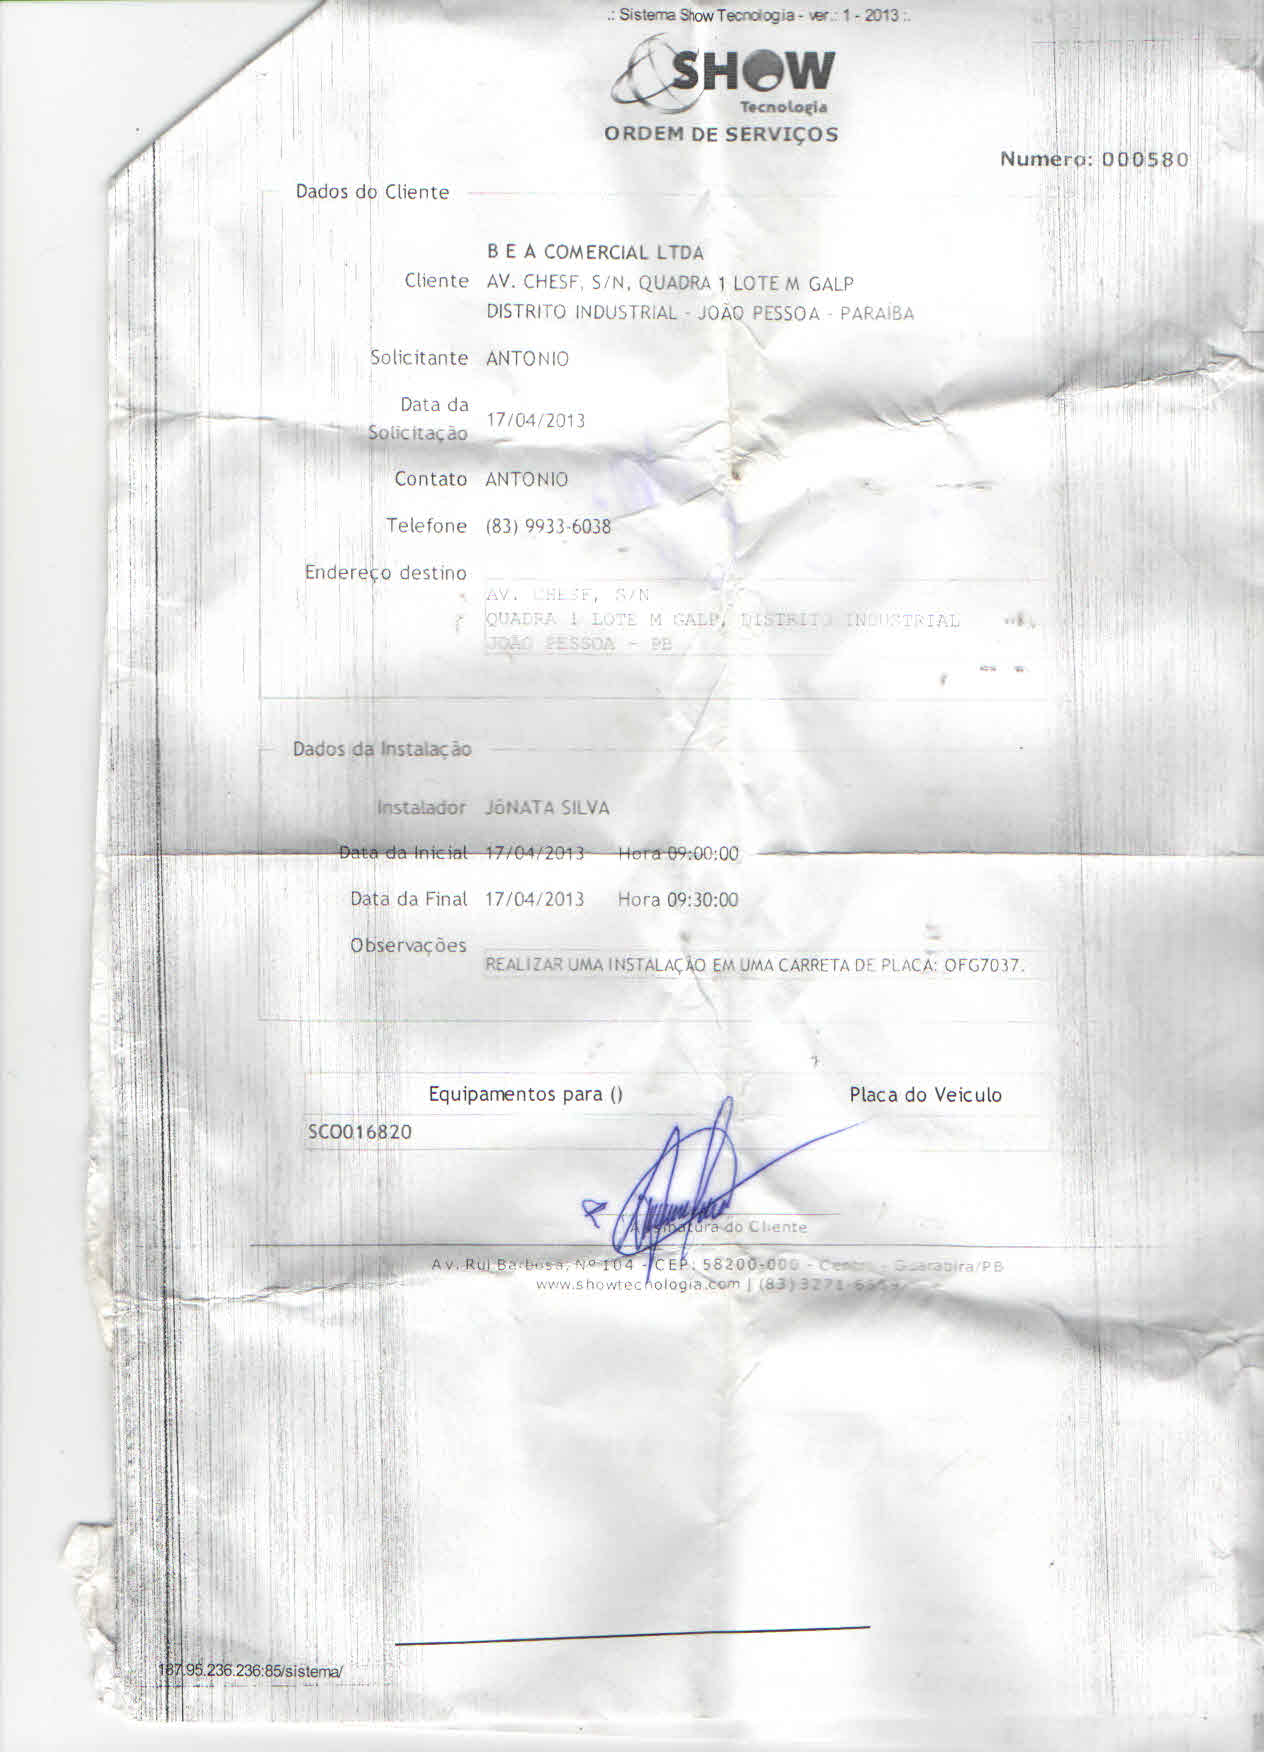 .: Sistema Show Tecnologia - ver.: 1 - 2013 :.
SHOW
Tecnologia
ORDEM DE SERVIÇOS
Numero: 000580
Dados do Cliente
B E A COMERCIAL LTDA
Cliente AV. CHESF, S/N, QUADRA 1 LOTE M GALP
DISTRITO INDUSTRIAL - JOÃO PESSOA - PARAIBA
Solicitante ANTONIO
Data da Solicitação 17/04/2013
Contato ANTONIO
Telefone (83) 9933-6038
Endereço destino
AV. CHESF, S/N
QUADRA 1 LOTE M GALP, DISTRITO INDUSTRIAL
JOÃO PESSOA - PB
Dados da Instalação
Instalador JÔNATA SILVA
Data da Inicial 17/04/2013 Hora 09:00:00
Data da Final 17/04/2013 Hora 09:30:00
Observações
REALIZAR UMA INSTALAÇÃO EM UMA CARRETA DE PLACA: OFG7037.
Equipamentos para () Placa do Veiculo
SCO016820
Assinatura do Cliente
Av. Rui Barbosa, Nº 104 - CEP: 58200-000 - Centro - Guarabira/PB
www.showtecnologia.com | (83) 3271-
187.95.236.236:85/sistema/